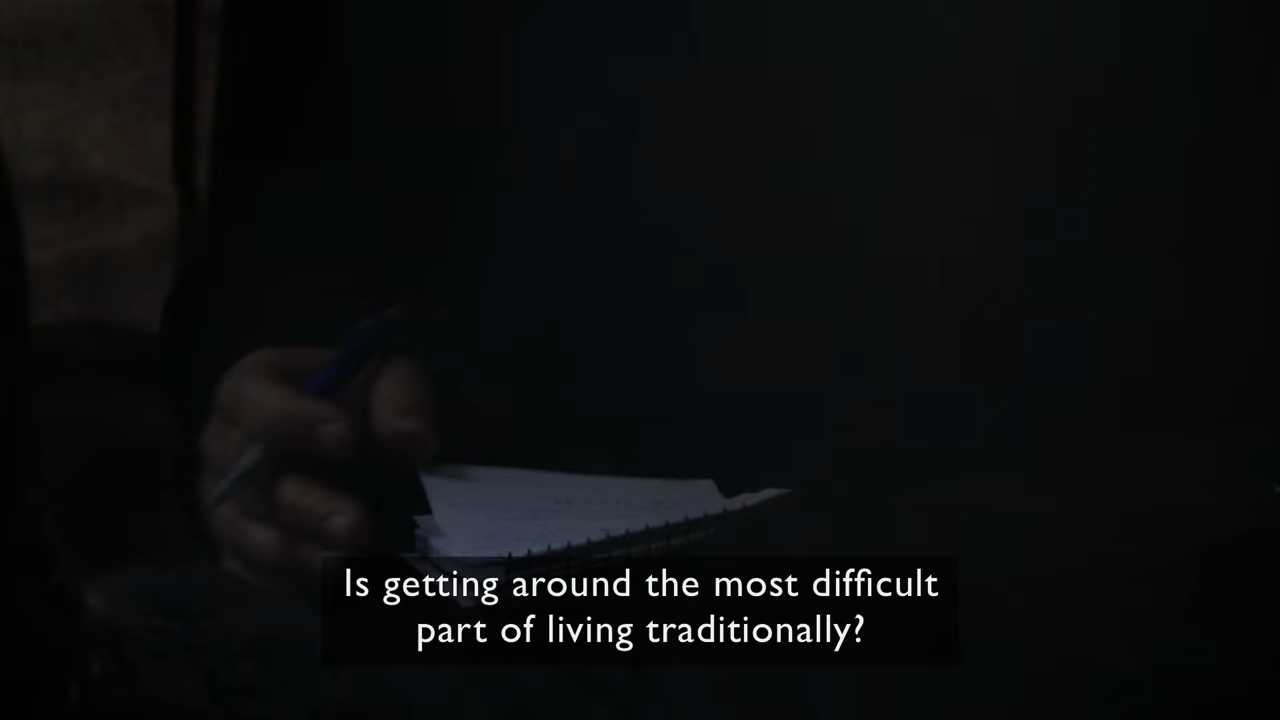 Is getting around the most difficult
part of living traditionally?